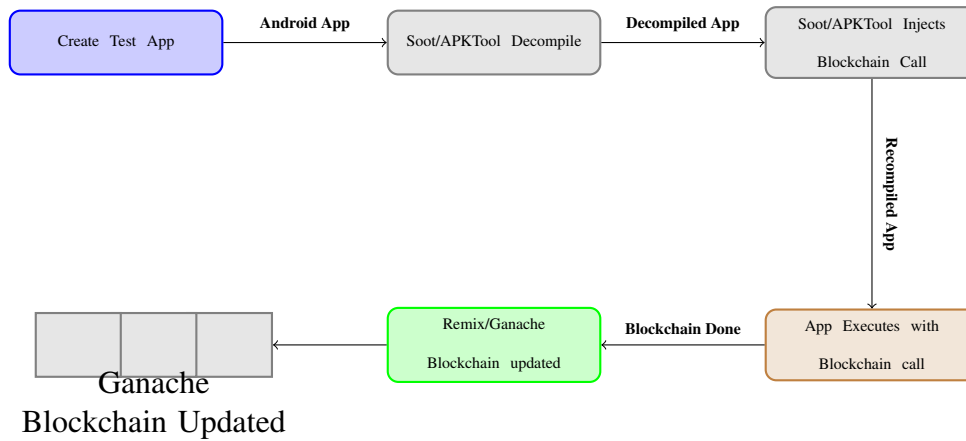 Create Test App
Android App
Soot/APKTool Decompile
Decompiled App
Soot/APKTool Injects
Blockchain Call
Recompiled App
App Executes with
Blockchain call
Blockchain Done
Remix/Ganache
Blockchain updated
Ganache
Blockchain Updated